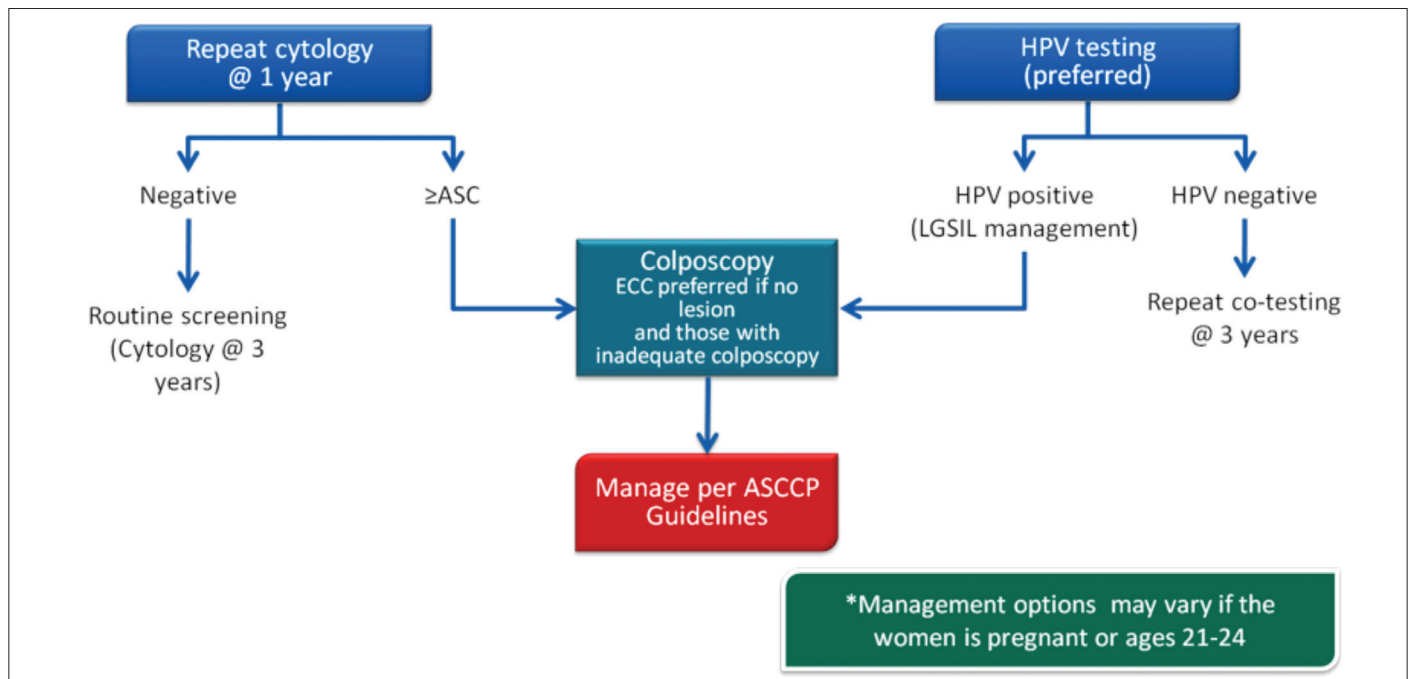 Repeat cytology
@ 1 year
HPV testing
(preferred)
Negative
≥ASC
HPV positive
(LGSIL management)
HPV negative
Routine screening
(Cytology @ 3
years)
Colposcopy
ECC preferred if no
lesion
and those with
inadequate colposcopy
Repeat co-testing
@ 3 years
Manage per ASCCP
Guidelines
*Management options may vary if the
women is pregnant or ages 21-24